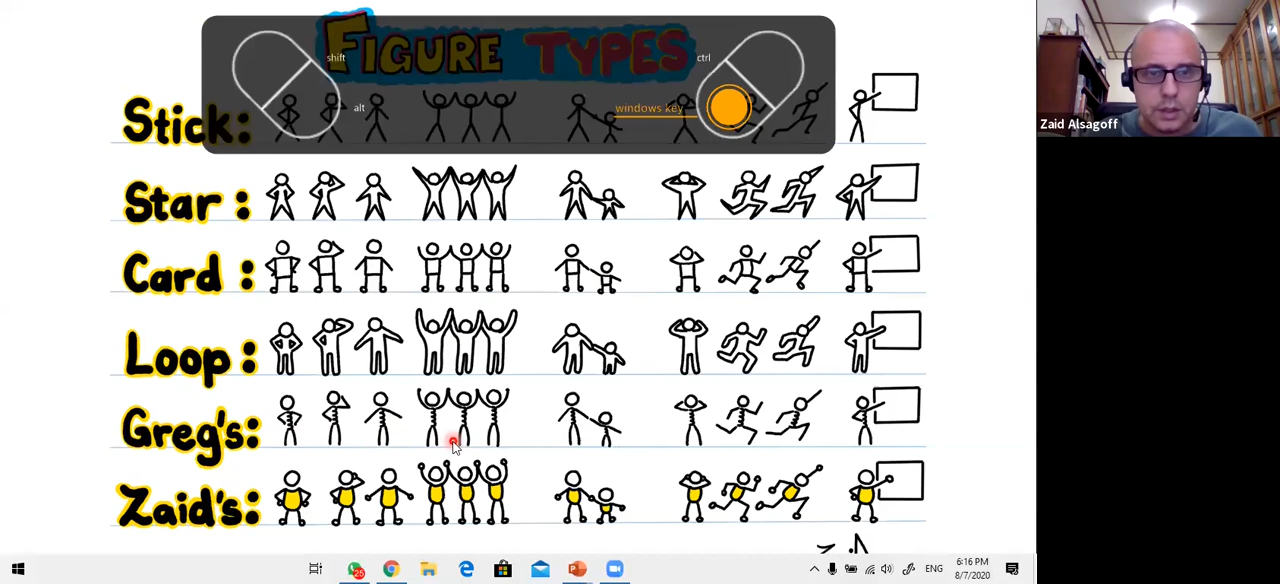 FIGURE TYPES
shift
ctrl
alt
windows key
Zaid Alsagoff
Stick:
Star :
Card :
Loop :
Greg's:
Zaid's:
25
ENG
6:16 PM
8/7/2020